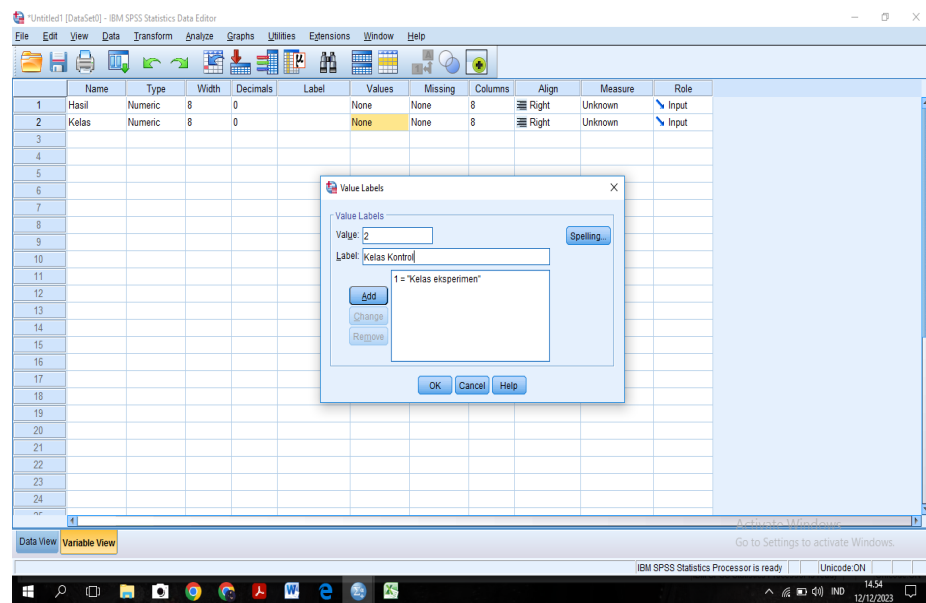 *Untitled1 [DataSet0] - IBM SPSS Statistics Data Editor
File Edit View Data Transform Analyze Graphs Utilities Extensions Window Help
Name Type Width Decimals Label Values Missing Columns Align Measure Role
1 Hasil Numeric 8 0 None None 8 Right Unknown Input
2 Kelas Numeric 8 0 None None 8 Right Unknown Input
3
4
5
6
7
8
9
10
11
12
13
14
15
16
17
18
19
20
21
22
23
24
25
Value Labels
Value Labels
Value: 2
Spelling...
Label: Kelas Kontrol
1 = "Kelas eksperimen"
Add
Change
Remove
OK Cancel Help
Data View Variable View
Activate Windows
Go to Settings to activate Windows.
IBM SPSS Statistics Processor is ready Unicode:ON
IND
14.54
12/12/2023